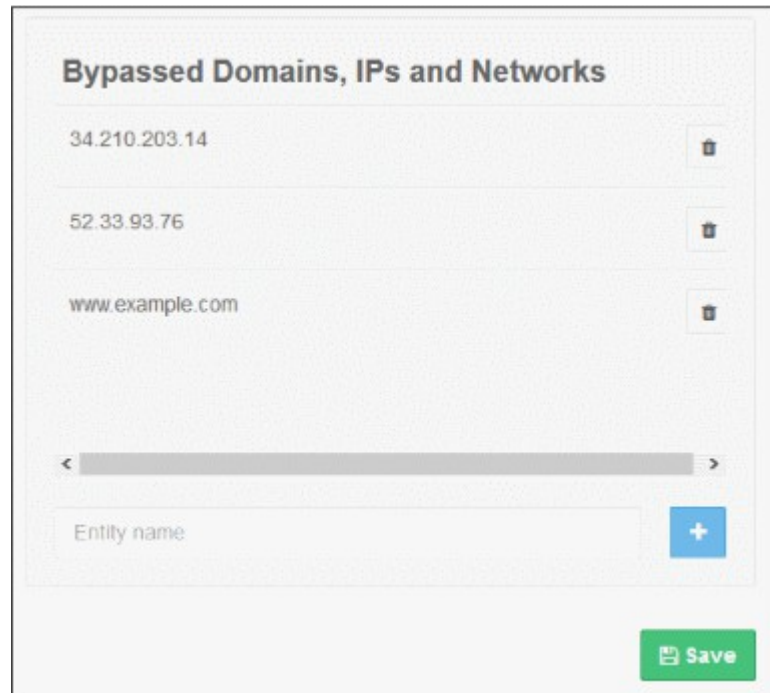 Bypassed Domains, IPs and Networks
34.210.203.14
52.33.93.76
www.example.com
Entity name
Save